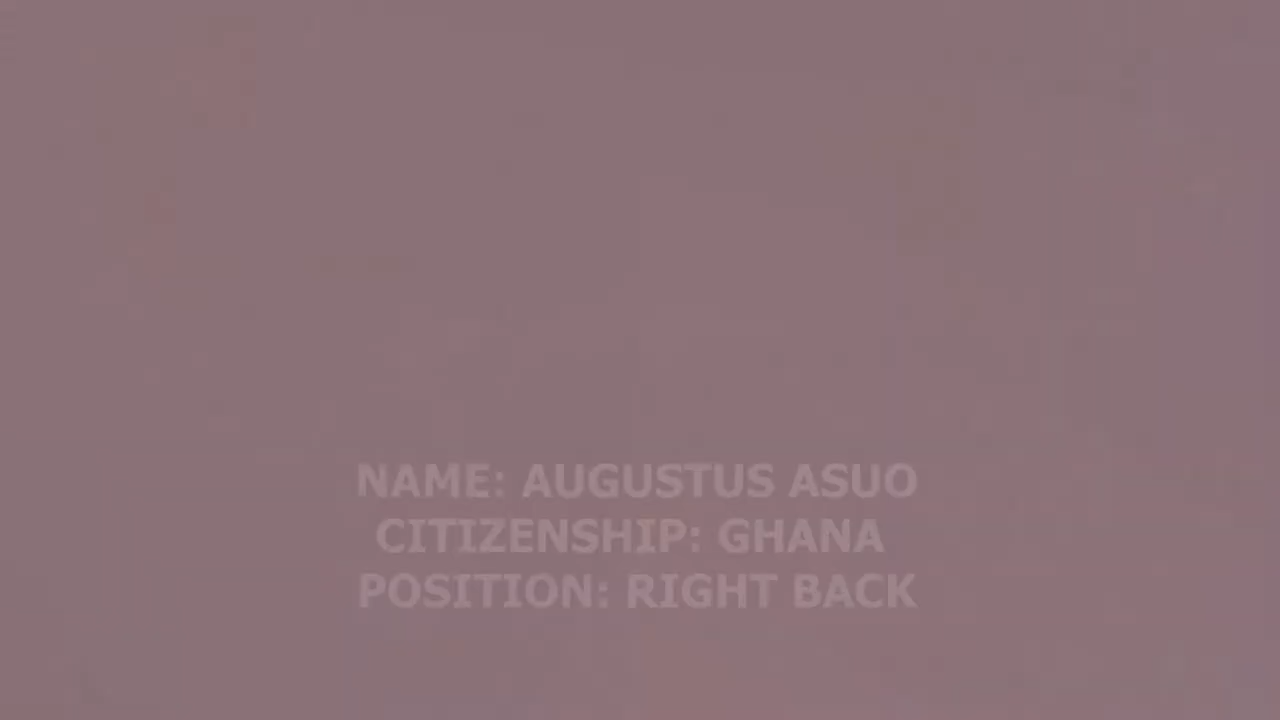 NAME: AUGUSTUS ASUO
CITIZENSHIP: GHANA
POSITION: RIGHT BACK